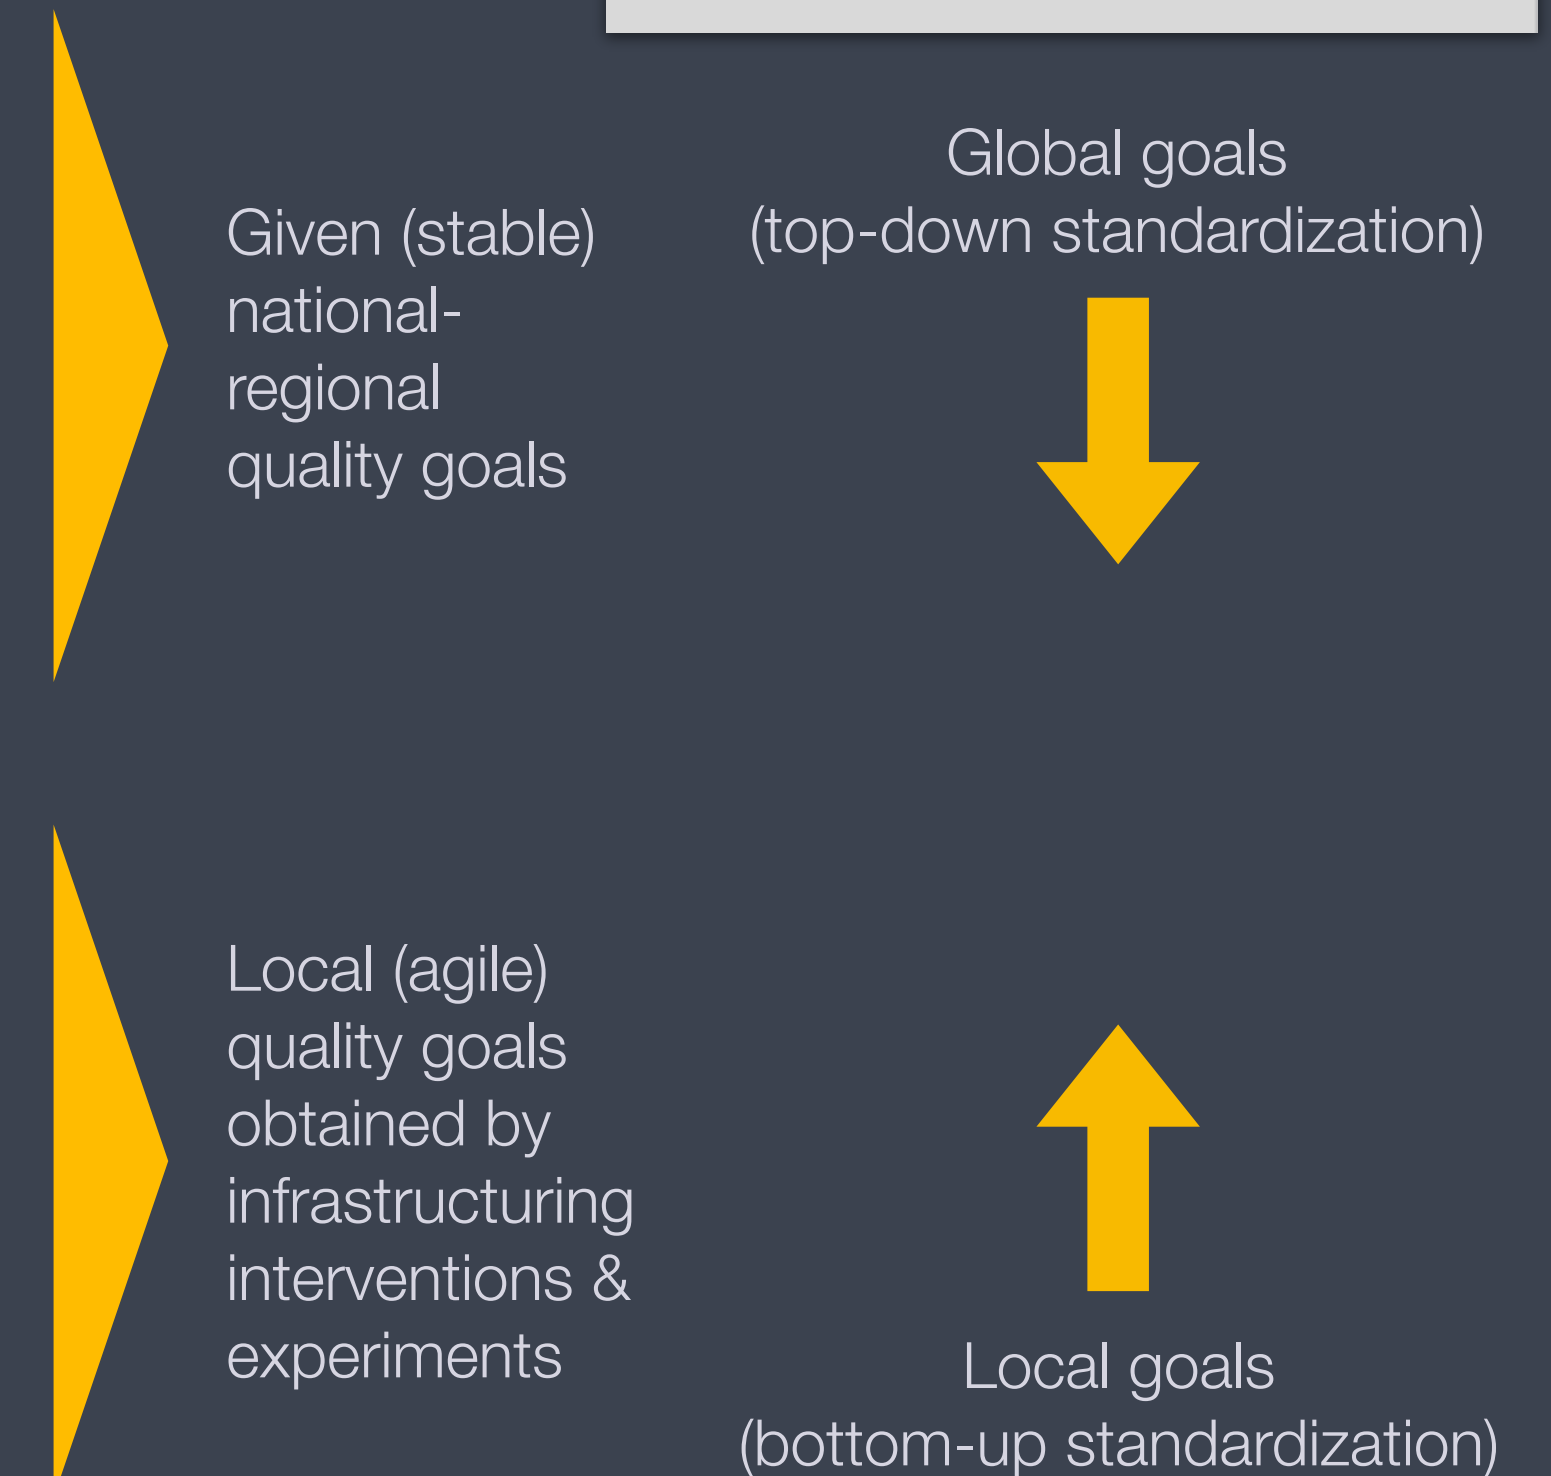 Global goals
(top-down standardization)
Given (stable)
national-
regional
quality goals
Local (agile)
quality goals
obtained by
infrastructuring
interventions &
experiments
Local goals
(bottom-up standardization)